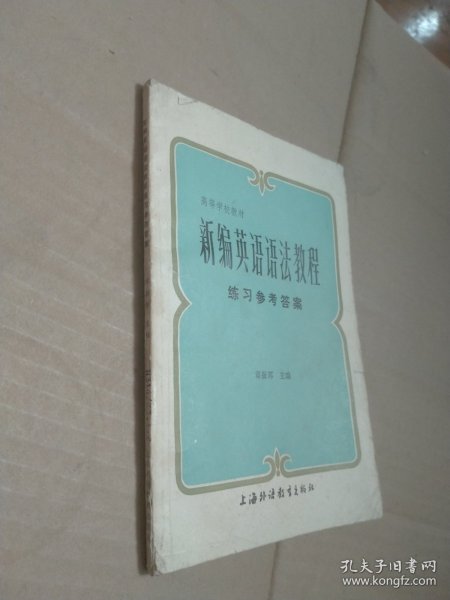 高等学校教材
新编英语语法教程
练习参考答案
章振邦 主编
上海外语教育出版社
孔夫子旧书网
www.kongfz.com